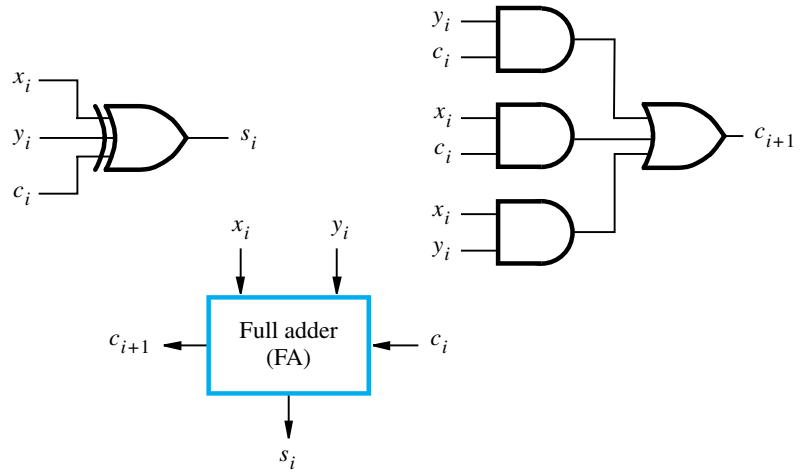 x_i
y_i
c_i
s_i
y_i
c_i
x_i
c_i
x_i
y_i
c_{i+1}
x_i
y_i
Full adder
(FA)
c_{i+1}
c_i
s_i